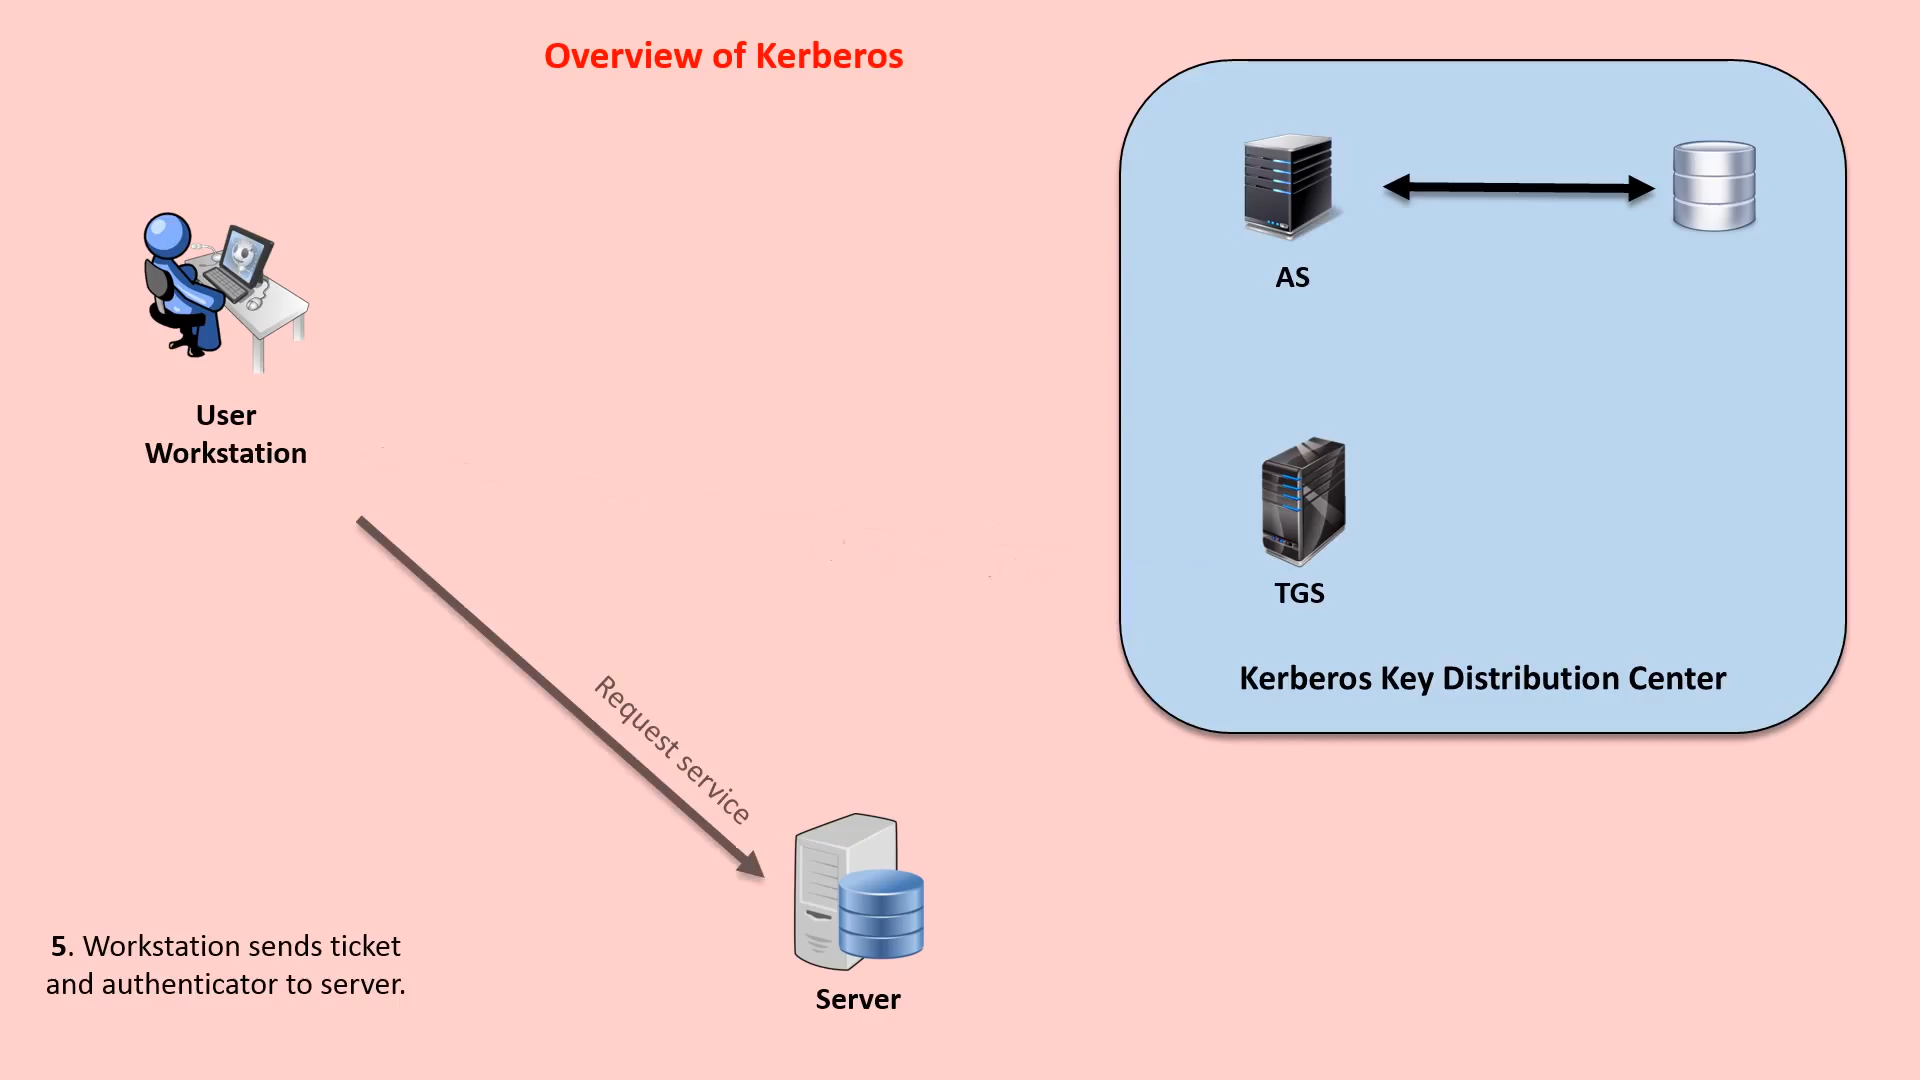 Overview of Kerberos
AS
User
Workstation
TGS
Kerberos Key Distribution Center
Request service
5. Workstation sends ticket
and authenticator to server.
Server